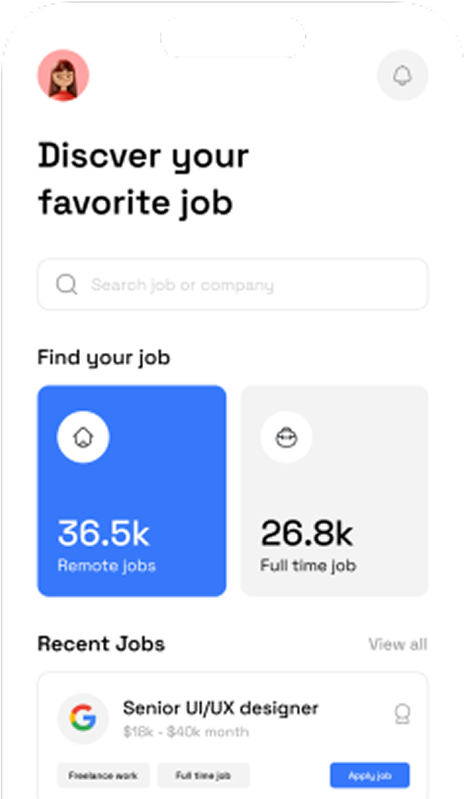 Discver your
favorite job
Search job or company
Find your job
36.5k
Remote jobs
26.8k
Full time job
Recent Jobs
View all
Senior UI/UX designer
$18k - $40k month
Freelance work
Full time job
Apply job